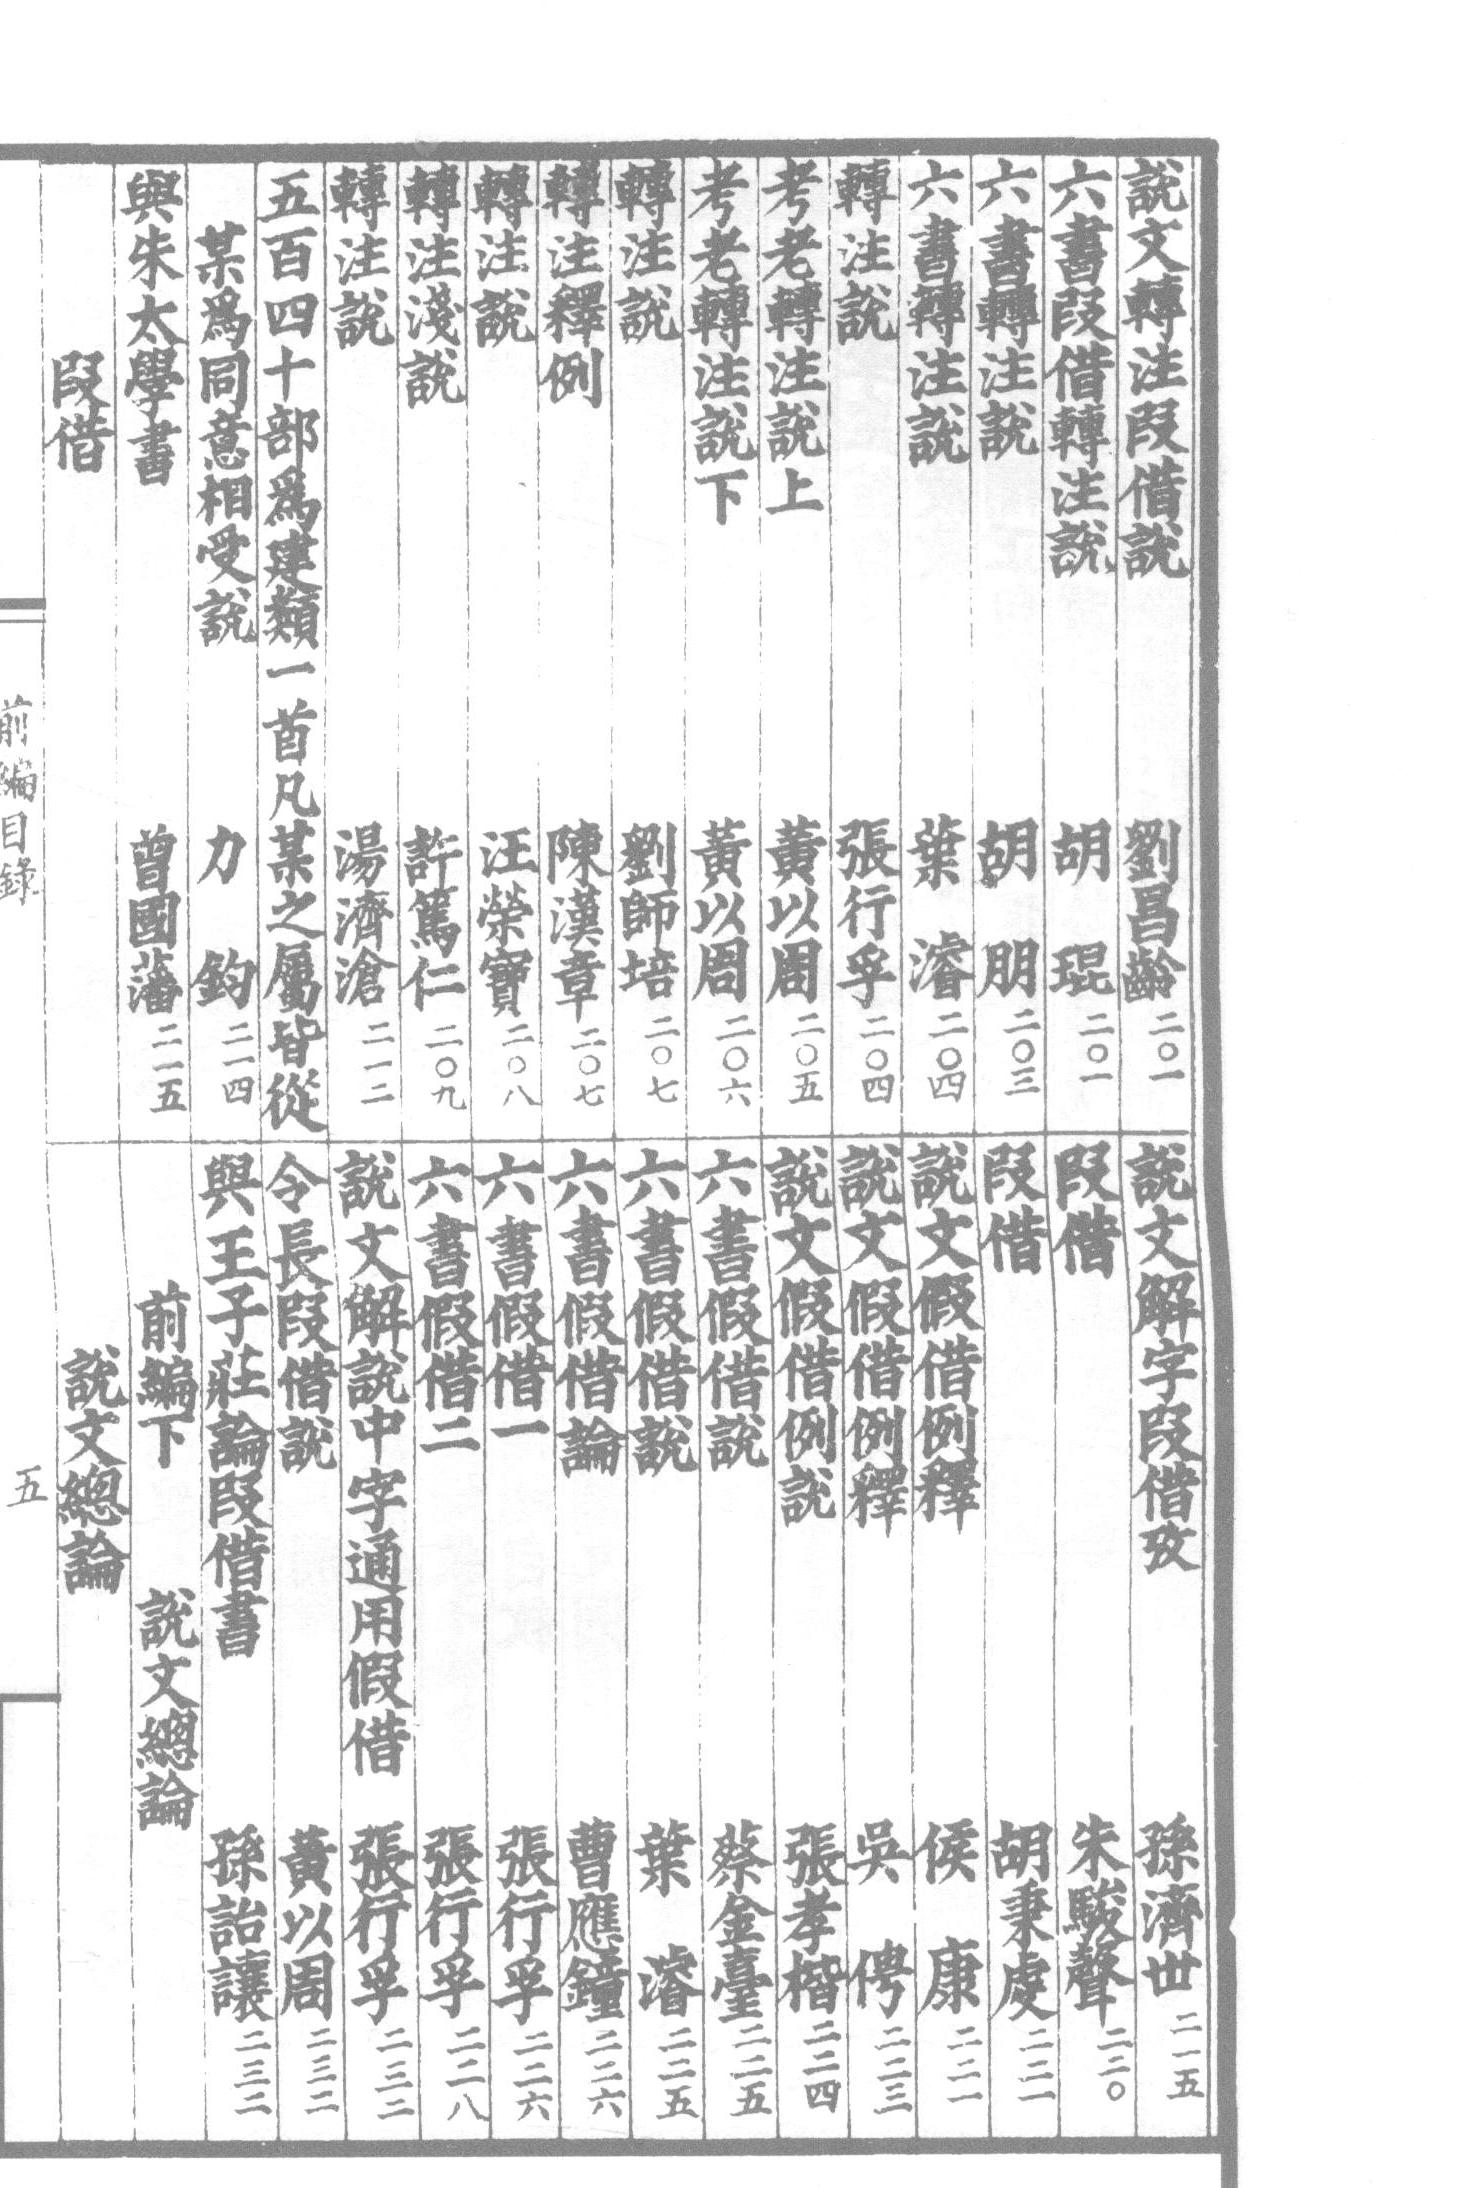 說文轉注叚借說　劉昌齡　二〇一
六書叚借轉注說　胡琨　二〇一
六書轉注說　胡朋　二〇三
六書轉注說　葉濬　二〇四
轉注說　張行孚　二〇四
考老轉注說上　黃以周　二〇五
考老轉注說下　黃以周　二〇六
轉注說　劉師培　二〇七
轉注釋例　陳漢章　二〇七
轉注說　汪榮寶　二〇八
轉注淺說　許篤仁　二〇九
轉注說　湯濟滄　二一二
五百四十部爲建類一首凡某之屬皆從
某爲同意相受說　力鈞　二一四
與朱太學書　曾國藩　二一五
叚借
說文解字叚借攷　孫濟世　二一五
叚借　朱駿聲　二二〇
叚借　胡秉虔　二二一
說文假借例釋　侯康　二二一
說文假借例釋　吳俜　二二三
說文假借例說　張孝楷　二二四
六書假借說　蔡金臺　二二五
六書假借說　葉濬　二二五
六書假借論　曹應鐘　二二六
六書假借一　張行孚　二二六
六書假借二　張行孚　二二八
說文解說中字通用假借　張行孚　二三二
令長叚借說　黃以周　二三二
與王子莊論叚借書　孫詒讓　二三二
前編下　說文總論
說文總論
前編目錄
五